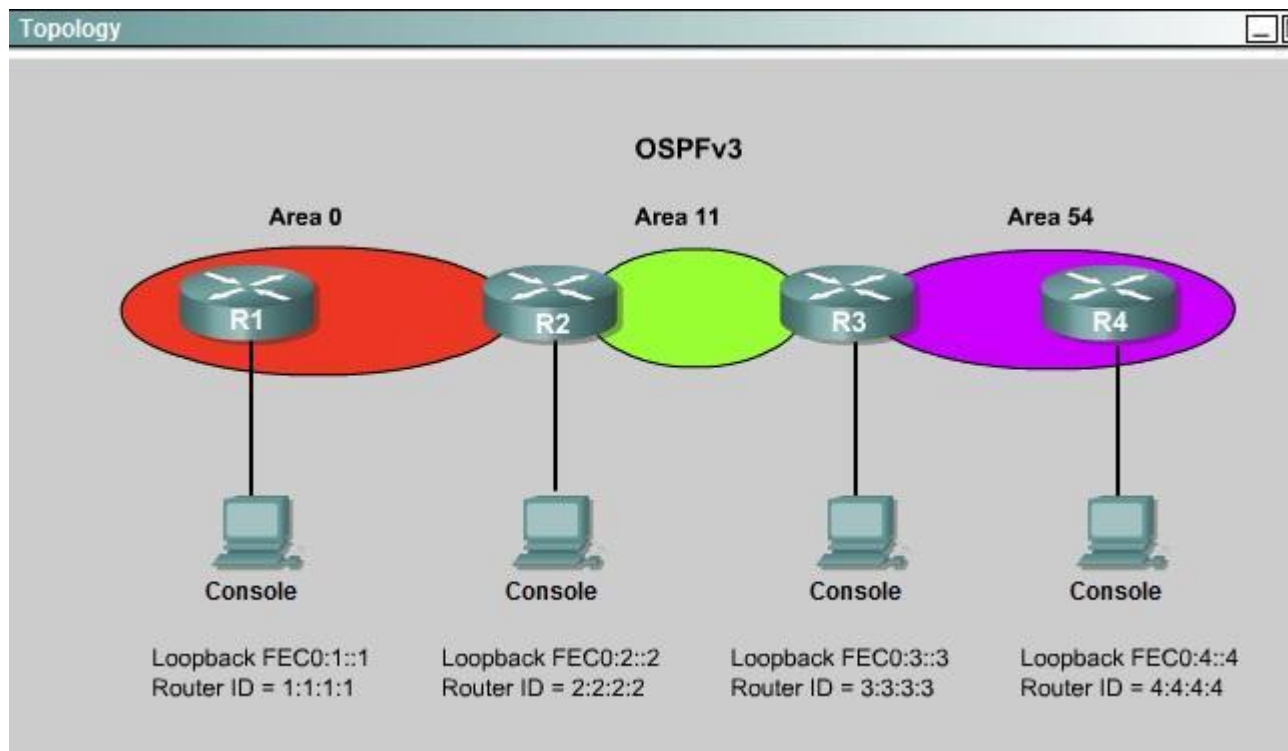 Topology
OSPFv3
Area 0
Area 11
Area 54
R1
R2
R3
R4
Console
Console
Console
Console
Loopback FEC0:1::1
Router ID = 1:1:1:1
Loopback FEC0:2::2
Router ID = 2:2:2:2
Loopback FEC0:3::3
Router ID = 3:3:3:3
Loopback FEC0:4::4
Router ID = 4:4:4:4